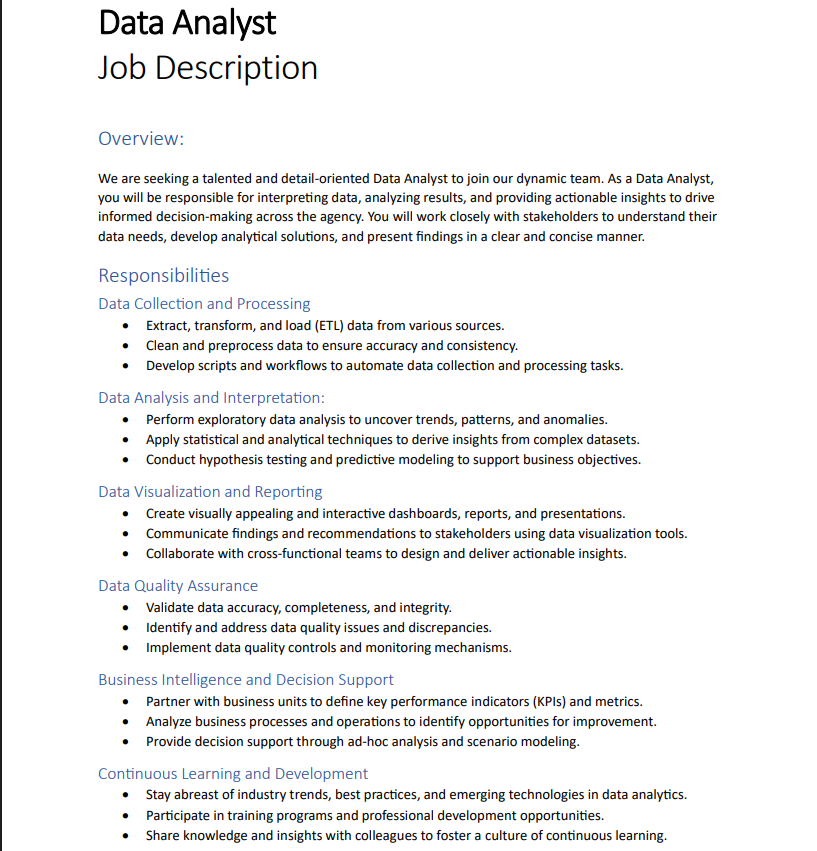 Data Analyst
Job Description
Overview:
We are seeking a talented and detail-oriented Data Analyst to join our dynamic team. As a Data Analyst,
you will be responsible for interpreting data, analyzing results, and providing actionable insights to drive
informed decision-making across the agency. You will work closely with stakeholders to understand their
data needs, develop analytical solutions, and present findings in a clear and concise manner.
Responsibilities
Data Collection and Processing
• Extract, transform, and load (ETL) data from various sources.
• Clean and preprocess data to ensure accuracy and consistency.
• Develop scripts and workflows to automate data collection and processing tasks.
Data Analysis and Interpretation:
• Perform exploratory data analysis to uncover trends, patterns, and anomalies.
• Apply statistical and analytical techniques to derive insights from complex datasets.
• Conduct hypothesis testing and predictive modeling to support business objectives.
Data Visualization and Reporting
• Create visually appealing and interactive dashboards, reports, and presentations.
• Communicate findings and recommendations to stakeholders using data visualization tools.
• Collaborate with cross-functional teams to design and deliver actionable insights.
Data Quality Assurance
• Validate data accuracy, completeness, and integrity.
• Identify and address data quality issues and discrepancies.
• Implement data quality controls and monitoring mechanisms.
Business Intelligence and Decision Support
• Partner with business units to define key performance indicators (KPIs) and metrics.
• Analyze business processes and operations to identify opportunities for improvement.
• Provide decision support through ad-hoc analysis and scenario modeling.
Continuous Learning and Development
• Stay abreast of industry trends, best practices, and emerging technologies in data analytics.
• Participate in training programs and professional development opportunities.
• Share knowledge and insights with colleagues to foster a culture of continuous learning.